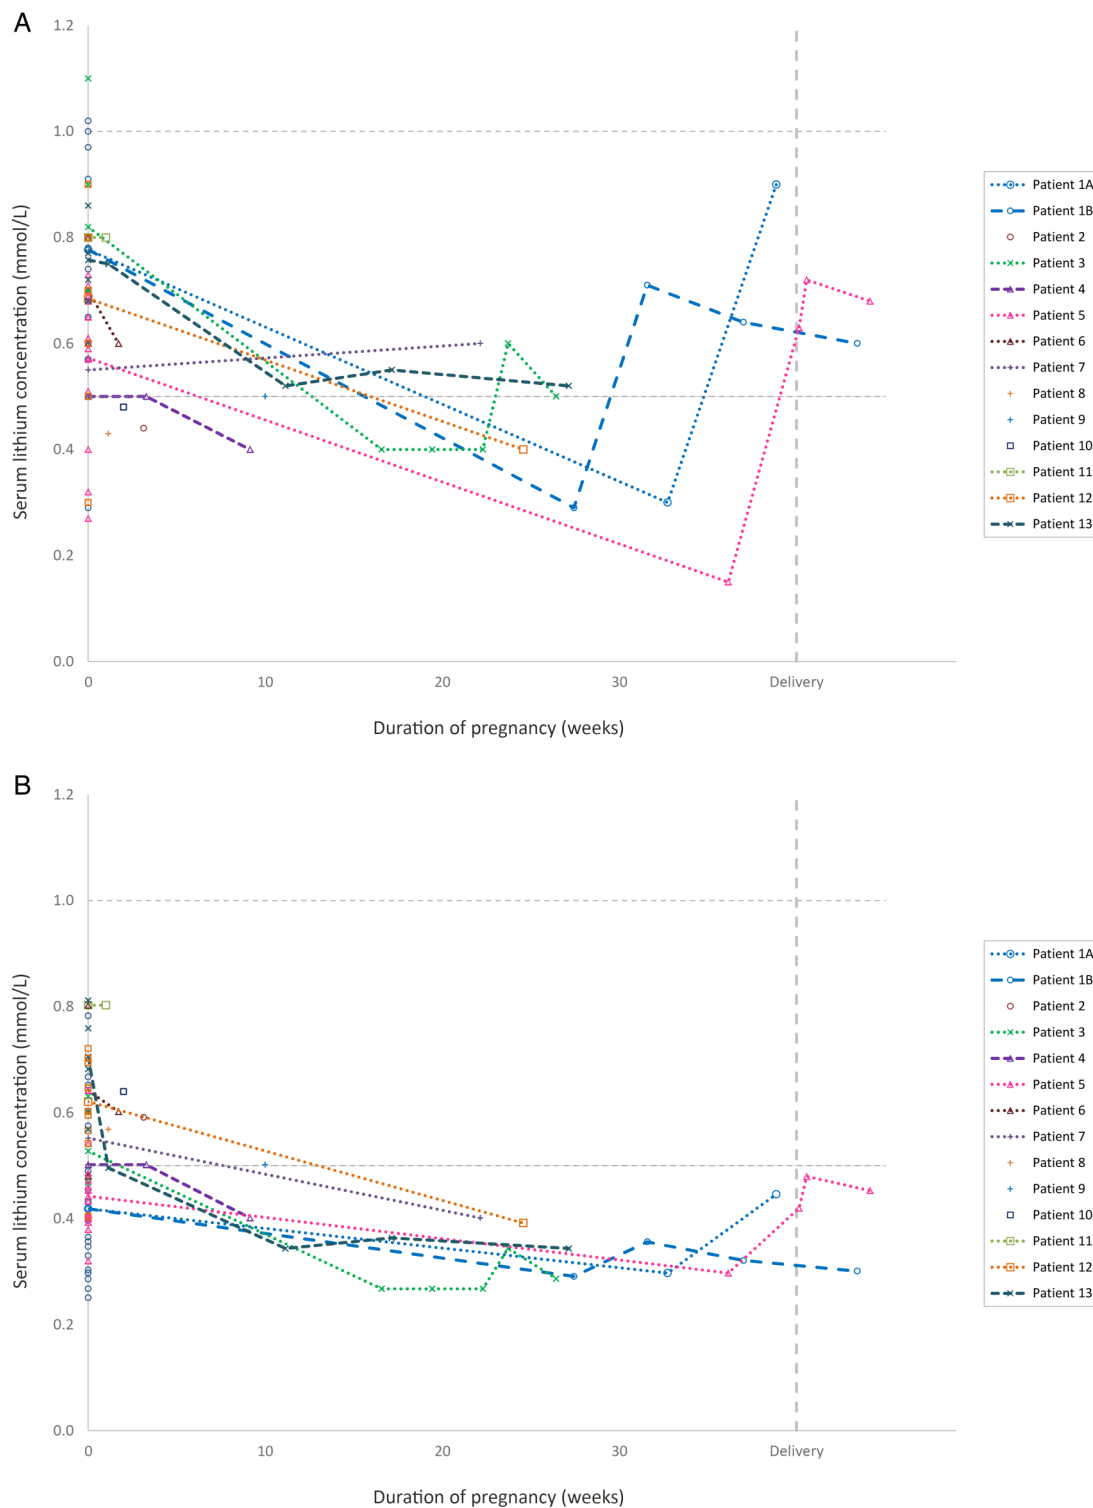 A
1.2
1.0
0.8
0.6
0.4
0.2
0.0
Serum lithium concentration (mmol/L)
0
10
20
30
Delivery
Duration of pregnancy (weeks)
Patient 1A
Patient 1B
Patient 2
Patient 3
Patient 4
Patient 5
Patient 6
Patient 7
Patient 8
Patient 9
Patient 10
Patient 11
Patient 12
Patient 13
B
1.2
1.0
0.8
0.6
0.4
0.2
0.0
Serum lithium concentration (mmol/L)
0
10
20
30
Delivery
Duration of pregnancy (weeks)
Patient 1A
Patient 1B
Patient 2
Patient 3
Patient 4
Patient 5
Patient 6
Patient 7
Patient 8
Patient 9
Patient 10
Patient 11
Patient 12
Patient 13